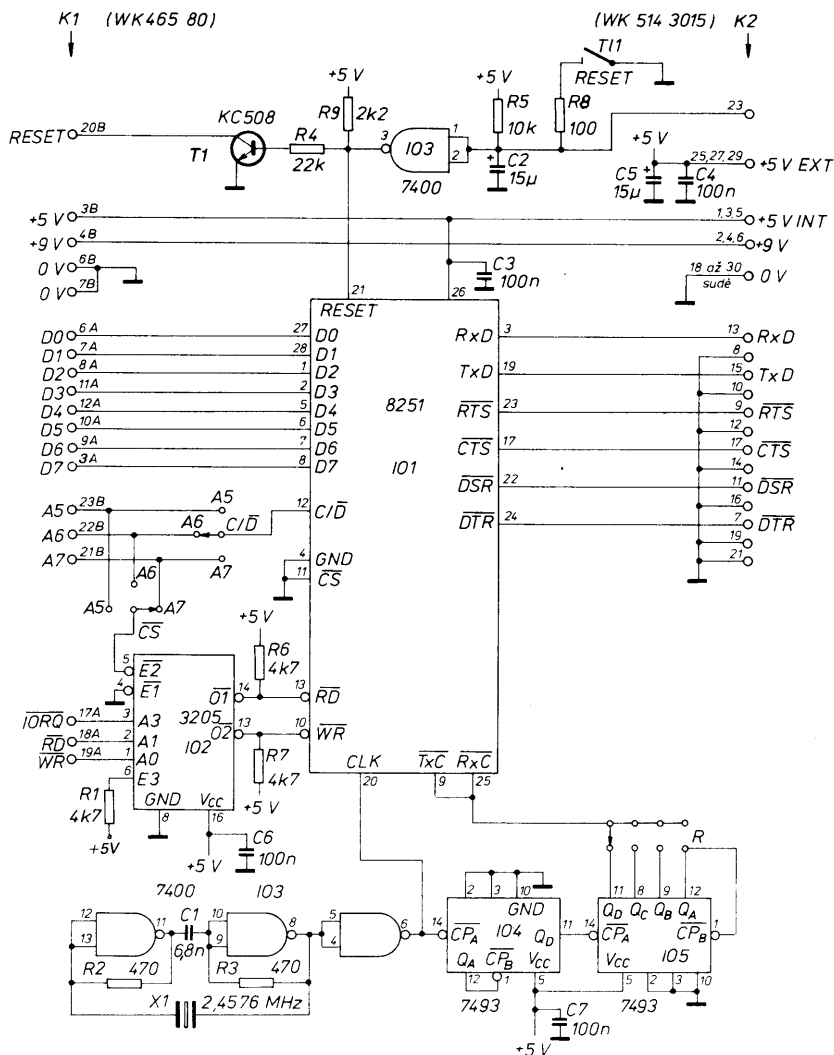 K1 (WK 465 80)
(WK 514 3015) K2
Tl1
RESET
+5 V
+5 V
KC508
R9
2k2
R5
10k
R8
100
23
RESET
20B
T1
R4
22k
3
IO3
1
2
7400
C2
15µ
+
+5 V
25,27,29
+5 V EXT
C5
15µ
+
C4
100n
+5 V
3B
1,3,5
+5 V INT
+9 V
4B
2,4,6
+9 V
0 V
6B
0 V
7B
C3
100n
18 až 30
sudé
0 V
21
26
RESET
D0 6A 27 D0
D1 7A 28 D1
D2 8A 1 D2
D3 11A 2 D3
D4 12A 5 D4
D5 10A 6 D5
D6 9A 7 D6
D7 3A 8 D7
8251
IO1
RxD 3 13 RxD
8
TxD 19 15 TxD
10
RTS 23 9 RTS
12
CTS 17 17 CTS
14
DSR 22 11 DSR
16
DTR 24 7 DTR
19
21
A5 23B A5
A6 22B A6 C/D 12 C/D
A7 21B A7
A6
A5 A7
CS
4 GND
11 CS
+5 V
R6
4k7
5 E2
4 E1
O1 14 13 RD
IORQ 17A 3 A3
3205
O2 13 10 WR
RD 18A 2 A1
IO2
WR 19A 1 A0
6 E3
R7
4k7
+5 V
CLK
20
TxC
9
RxC
25
R1
4k7
+5V
GND
8
Vcc
16
+5 V
C6
100n
R
7400 IO3
12
13
11
C1
6,8n
10
9
8
5
4
6
R2 470
R3 470
X1 2,4576 MHz
2 3 10
GND
14 CPA
IO4
QD 11
QA
12
CPB
1
Vcc
5
7493
C7
100n
+5 V
11 8 9 12
QD QC QB QA
14 CPA
CPB 1
Vcc
IO5
5 2 3 10
7493